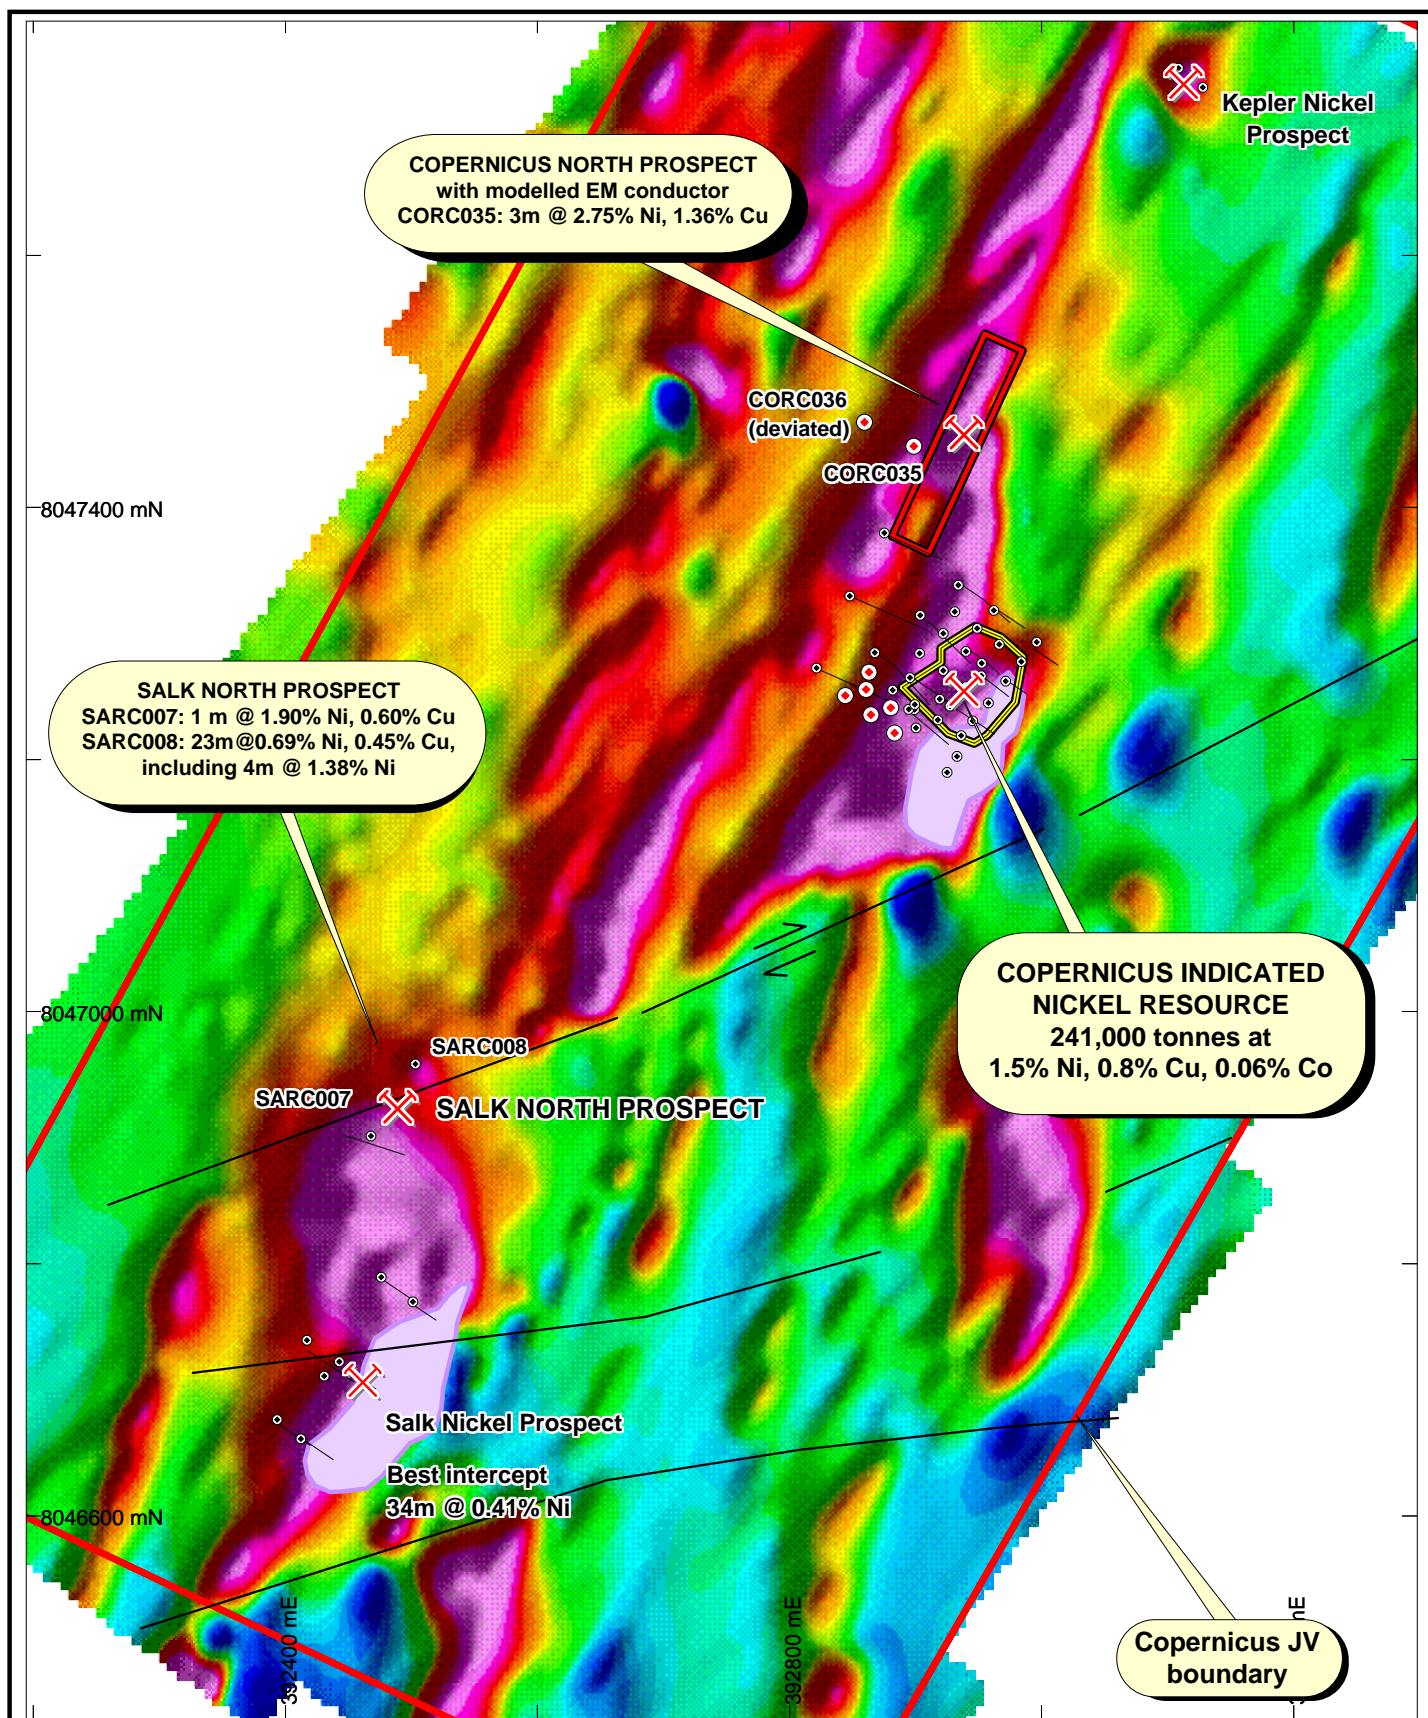 Kepler Nickel
Prospect
COPERNICUS NORTH PROSPECT
with modelled EM conductor
CORC035: 3m @ 2.75% Ni, 1.36% Cu
CORC036
(deviated)
CORC035
8047400 mN
SALK NORTH PROSPECT
SARC007: 1 m @ 1.90% Ni, 0.60% Cu
SARC008: 23m@0.69% Ni, 0.45% Cu,
including 4m @ 1.38% Ni
COPERNICUS INDICATED
NICKEL RESOURCE
241,000 tonnes at
1.5% Ni, 0.8% Cu, 0.06% Co
8047000 mN
SARC008
SARC007
SALK NORTH PROSPECT
Salk Nickel Prospect
Best intercept
34m @ 0.41% Ni
8046600 mN
392400 mE
392800 mE
mE
Copernicus JV
boundary